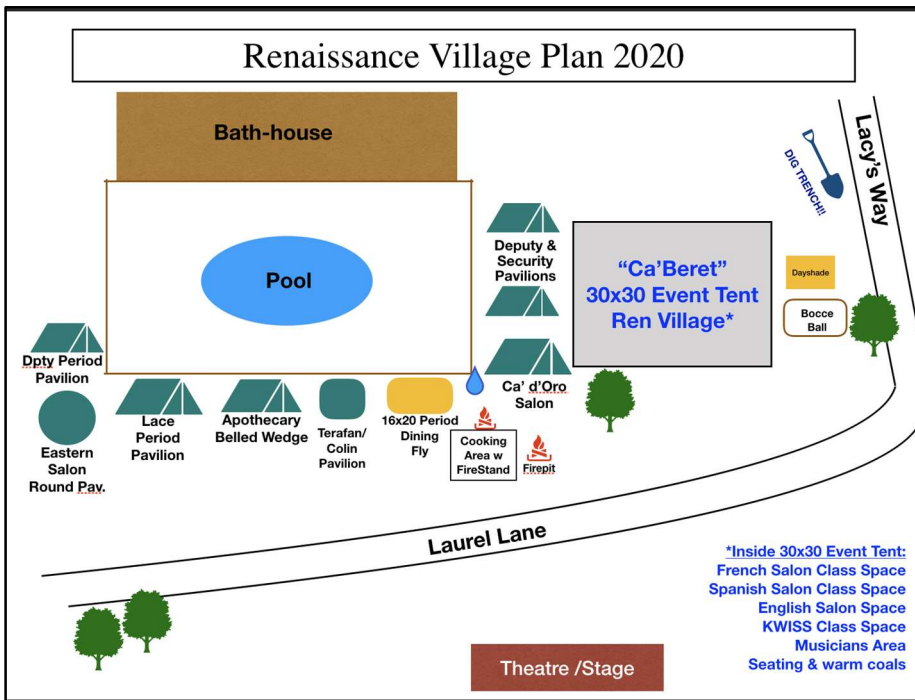 Renaissance Village Plan 2020
Bath-house
Lacy's Way
DIG TRENCH!!
Pool
Deputy &
Security
Pavilions
"Ca'Beret"
30x30 Event Tent
Ren Village*
Dayshade
Bocce
Ball
Dpty Period
Pavilion
Ca' d'Oro
Salon
Eastern
Salon
Round Pav.
Lace
Period
Pavilion
Apothecary
Belled Wedge
Terafan/
Colin
Pavilion
16x20 Period
Dining
Fly
Cooking
Area w
FireStand
Firepit
Laurel Lane
*Inside 30x30 Event Tent:
French Salon Class Space
Spanish Salon Class Space
English Salon Space
KWISS Class Space
Musicians Area
Seating & warm coals
Theatre /Stage